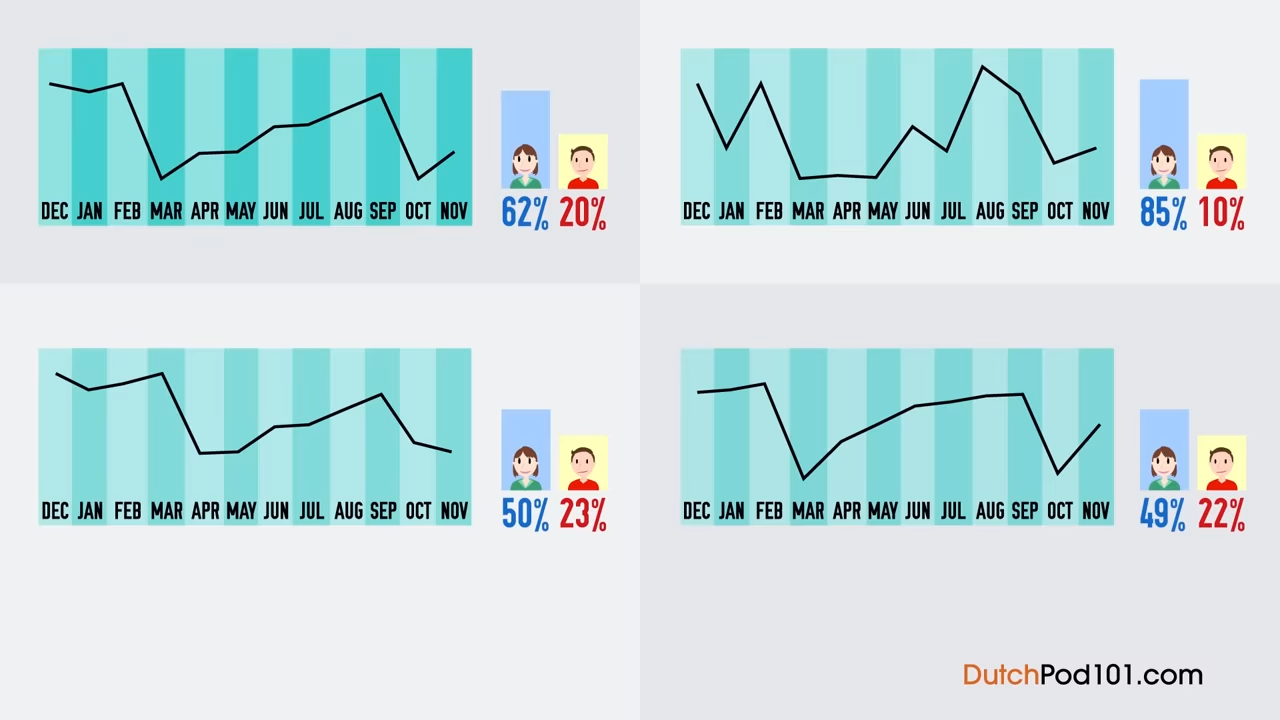 DEC JAN FEB MAR APR MAY JUN JUL AUG SEP OCT NOV
62% 20%
DEC JAN FEB MAR APR MAY JUN JUL AUG SEP OCT NOV
85% 10%
DEC JAN FEB MAR APR MAY JUN JUL AUG SEP OCT NOV
50% 23%
DEC JAN FEB MAR APR MAY JUN JUL AUG SEP OCT NOV
49% 22%
DutchPod101.com